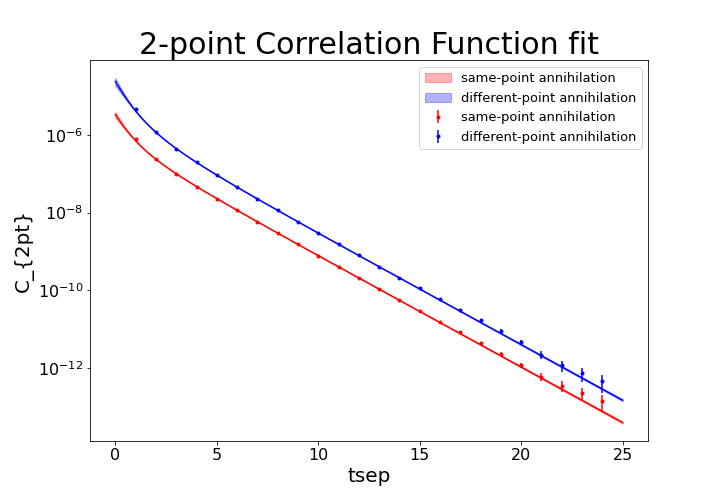 2-point Correlation Function fit
same-point annihilation
different-point annihilation
same-point annihilation
different-point annihilation
C_{2pt}
10⁻⁶
10⁻⁸
10⁻¹⁰
10⁻¹²
0 5 10 15 20 25
tsep